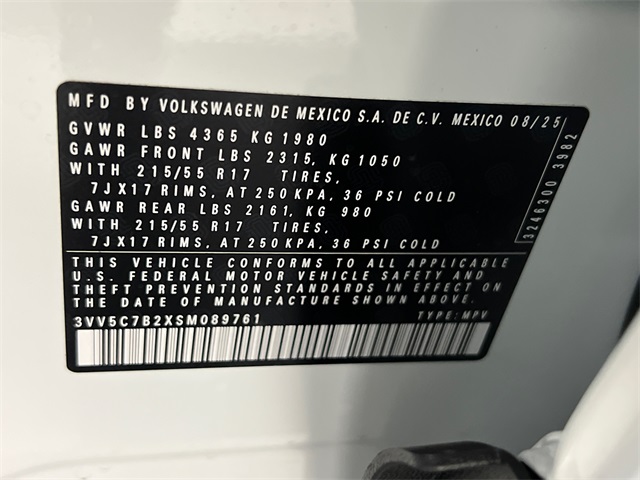 MFD BY VOLKSWAGEN DE MEXICO S.A. DE C.V. MEXICO 08/25
GVWR LBS 4365 KG 1980
GAWR FRONT LBS 2315, KG 1050
WITH 215/55 R17 TIRES,
7JX17 RIMS, AT 250 KPA, 36 PSI COLD
GAWR REAR LBS 2161, KG 980
WITH 215/55 R17 TIRES,
7JX17 RIMS, AT 250 KPA, 36 PSI COLD
THIS VEHICLE CONFORMS TO ALL APPLICABLE
U.S. FEDERAL MOTOR VEHICLE SAFETY AND
THEFT PREVENTION STANDARDS IN EFFECT ON
THE DATE OF MANUFACTURE SHOWN ABOVE.
3VV5C7B2XSM089761 TYPE: MPV
3246300 3982